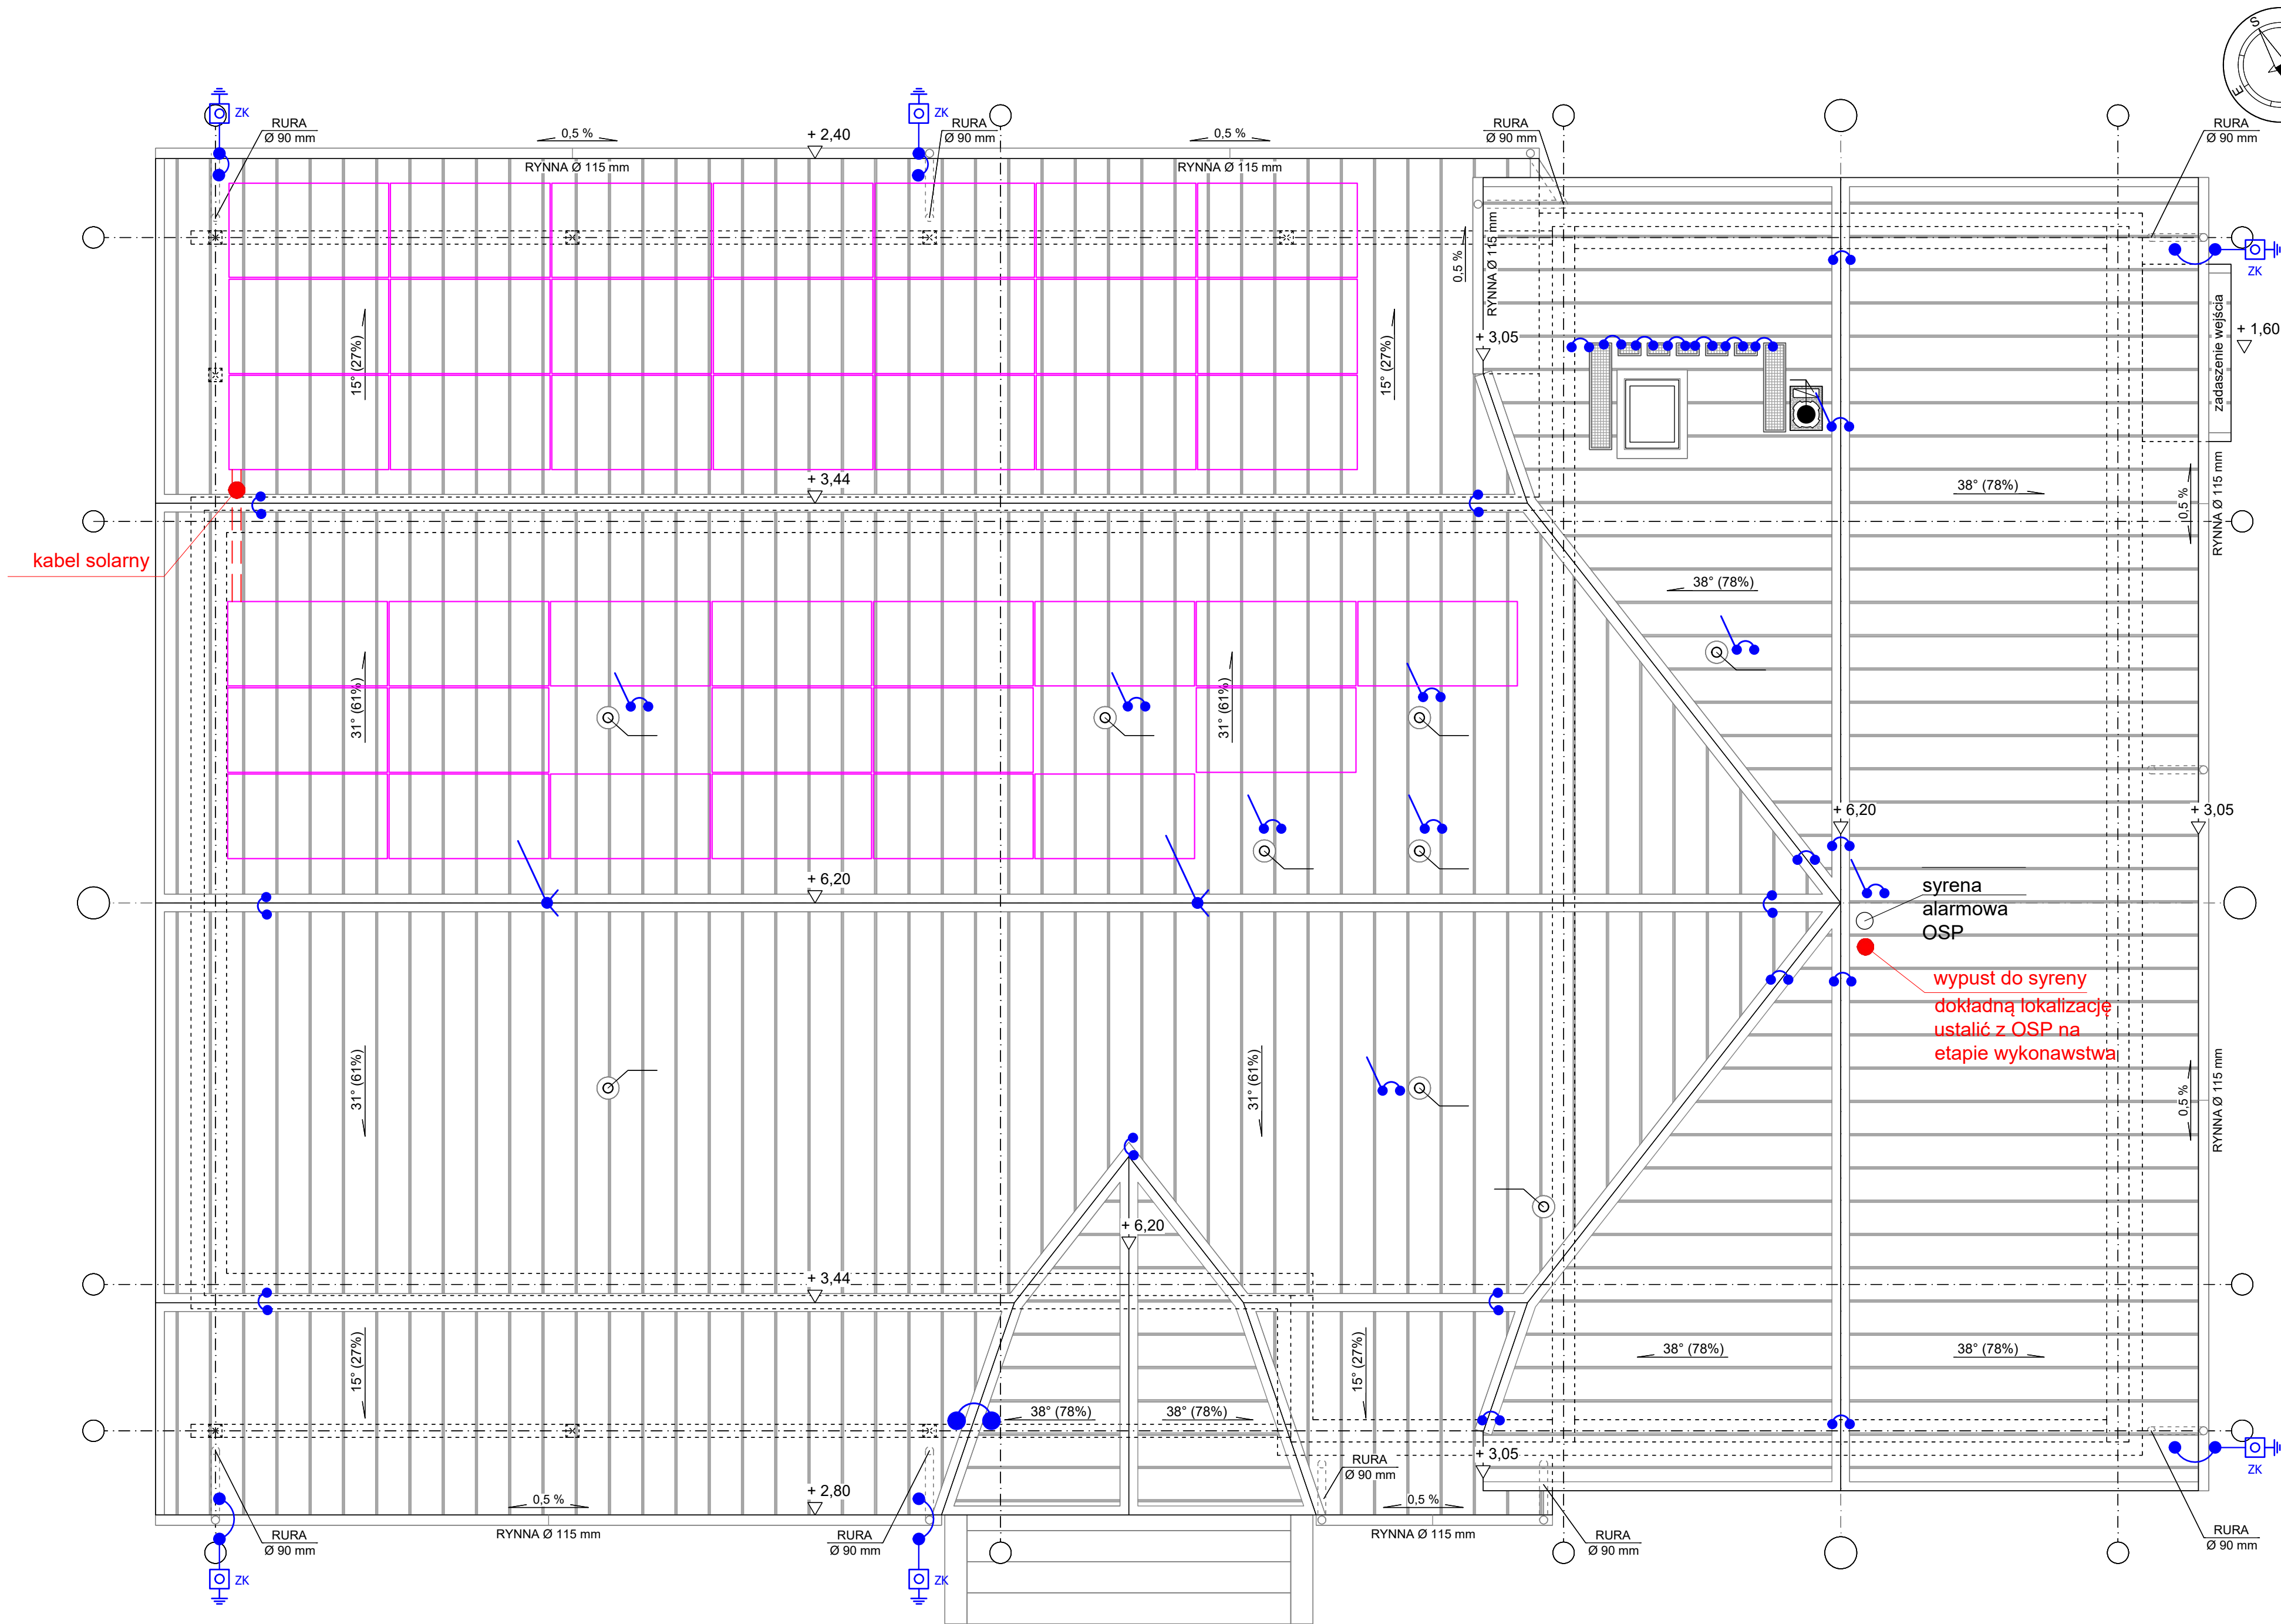 S
E
ZK
ZK
RURA
Ø 90 mm
0,5 %
+ 2,40
RURA
Ø 90 mm
0,5 %
RURA
Ø 90 mm
RURA
Ø 90 mm
RYNNA Ø 115 mm
RYNNA Ø 115 mm
0,5 %
RYNNA Ø 115 mm
ZK
zadaszenie wejścia
+ 1,60
15° (27%)
15° (27%)
+ 3,05
+ 3,44
38° (78%)
0,5 %
RYNNA Ø 115 mm
kabel solarny
38° (78%)
31° (61%)
31° (61%)
+ 6,20
+ 3,05
+ 6,20
syrena
alarmowa
OSP
wypust do syreny
dokładną lokalizację
ustalić z OSP na
etapie wykonawstwa
31° (61%)
31° (61%)
0,5 %
RYNNA Ø 115 mm
+ 6,20
+ 3,44
15° (27%)
15° (27%)
38° (78%)
38° (78%)
38° (78%)
38° (78%)
+ 3,05
RURA
Ø 90 mm
ZK
+ 2,80
0,5 %
0,5 %
RYNNA Ø 115 mm
RYNNA Ø 115 mm
RURA
Ø 90 mm
RURA
Ø 90 mm
RURA
Ø 90 mm
RURA
Ø 90 mm
ZK
ZK